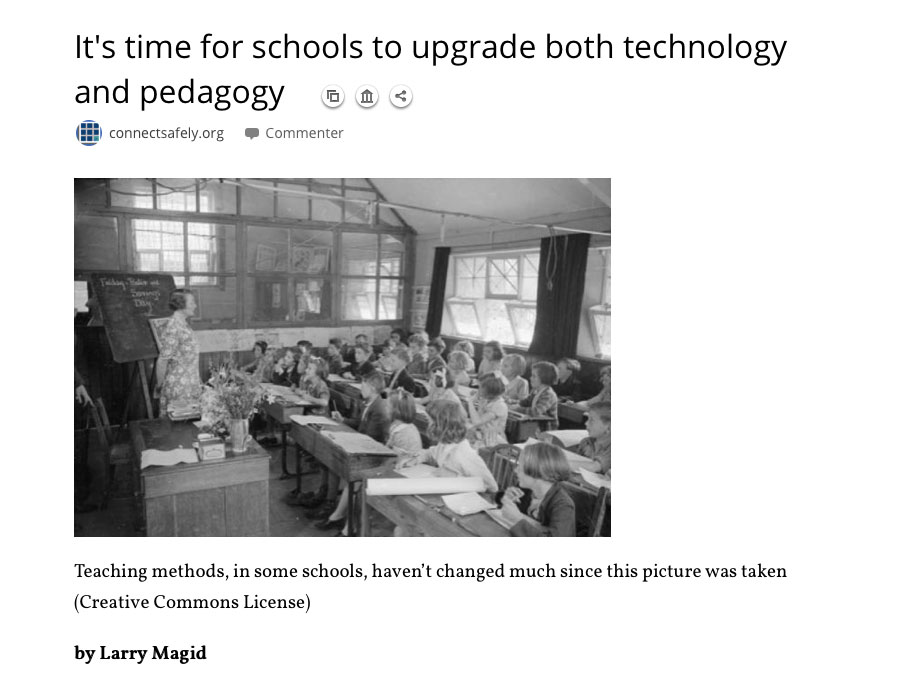 It's time for schools to upgrade both technology
and pedagogy
connectsafely.org Commenter
Day.
Teaching methods, in some schools, haven't changed much since this picture was taken
(Creative Commons License)
by Larry Magid